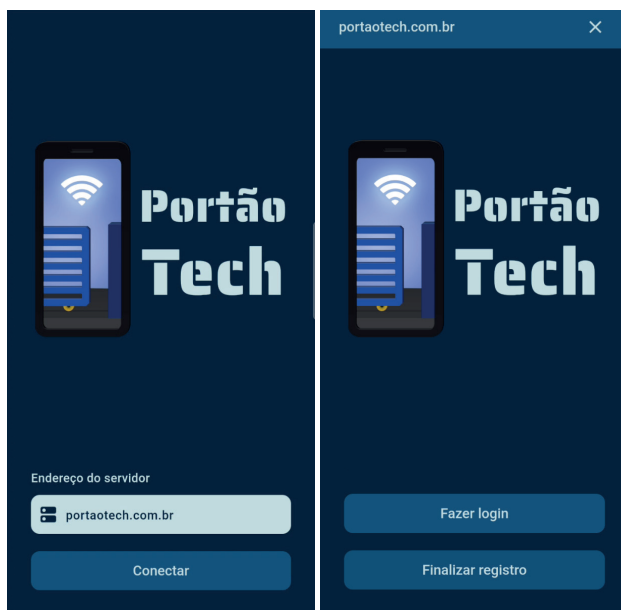 Portão
Tech
Endereço do servidor
portaotech.com.br
Conectar
portaotech.com.br
Portão
Tech
Fazer login
Finalizar registro